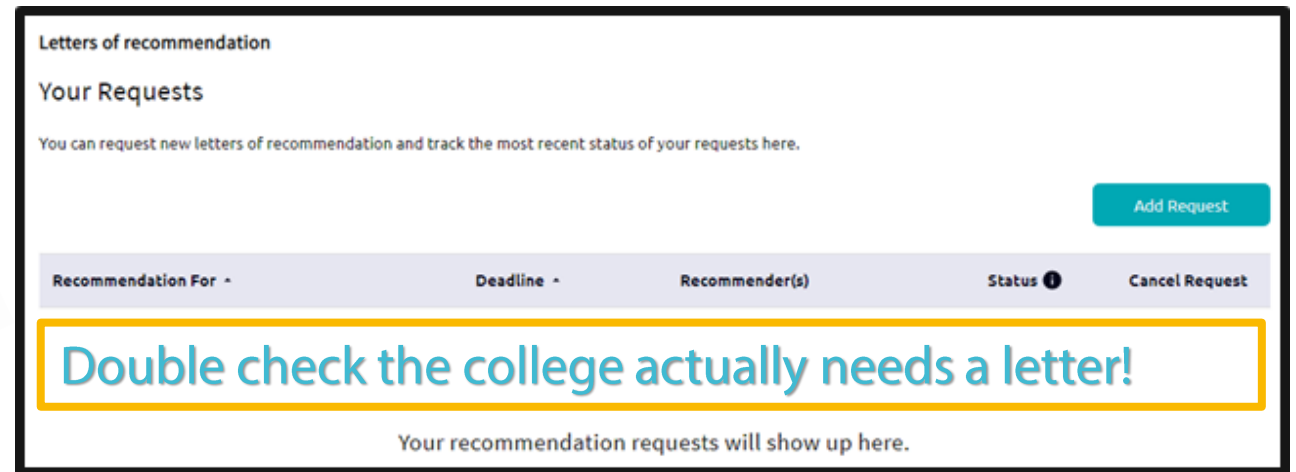 Letters of recommendation
Your Requests
You can request new letters of recommendation and track the most recent status of your requests here.
Add Request
Recommendation For Deadline Recommender(s) Status Cancel Request
Double check the college actually needs a letter!
Your recommendation requests will show up here.